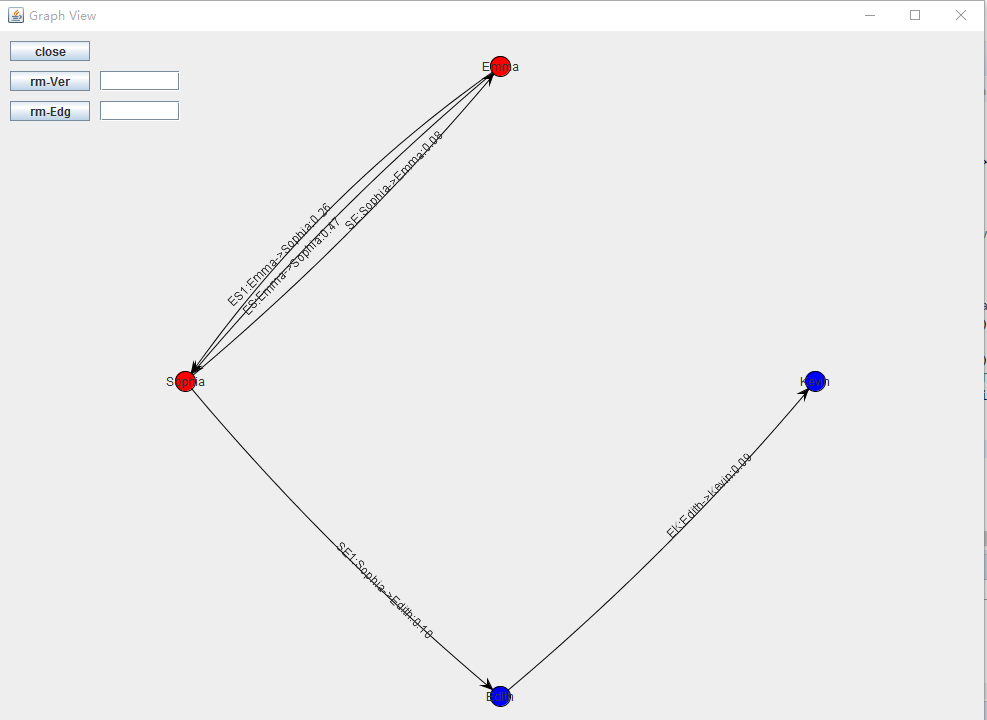 Graph View
close
rm-Ver
rm-Edg
Emma
SE:Sophia->Emma:0.08
ES1:Emma->Sophia:0.26
ES:Emma->Sophia:0.47
Sophia
Kevin
EK:Edith->Kevin:0.09
SE1:Sophia->Edith:0.10
Edith